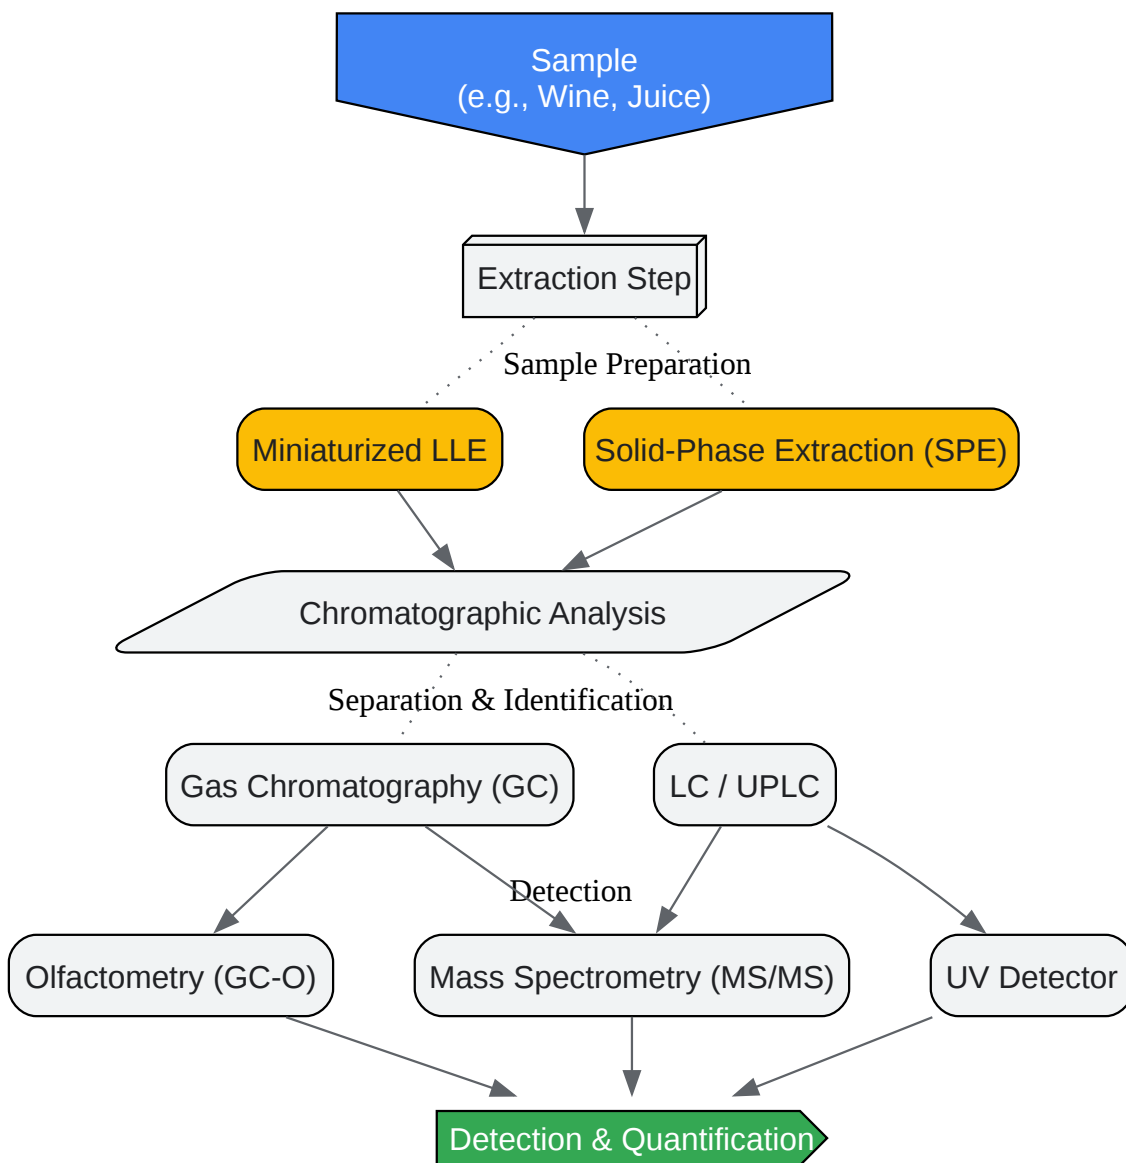 Sample
(e.g., Wine, Juice)
Extraction Step
Sample Preparation
Miniaturized LLE
Solid-Phase Extraction (SPE)
Chromatographic Analysis
Separation & Identification
Gas Chromatography (GC)
LC / UPLC
Detection
Olfactometry (GC-O)
Mass Spectrometry (MS/MS)
UV Detector
Detection & Quantification